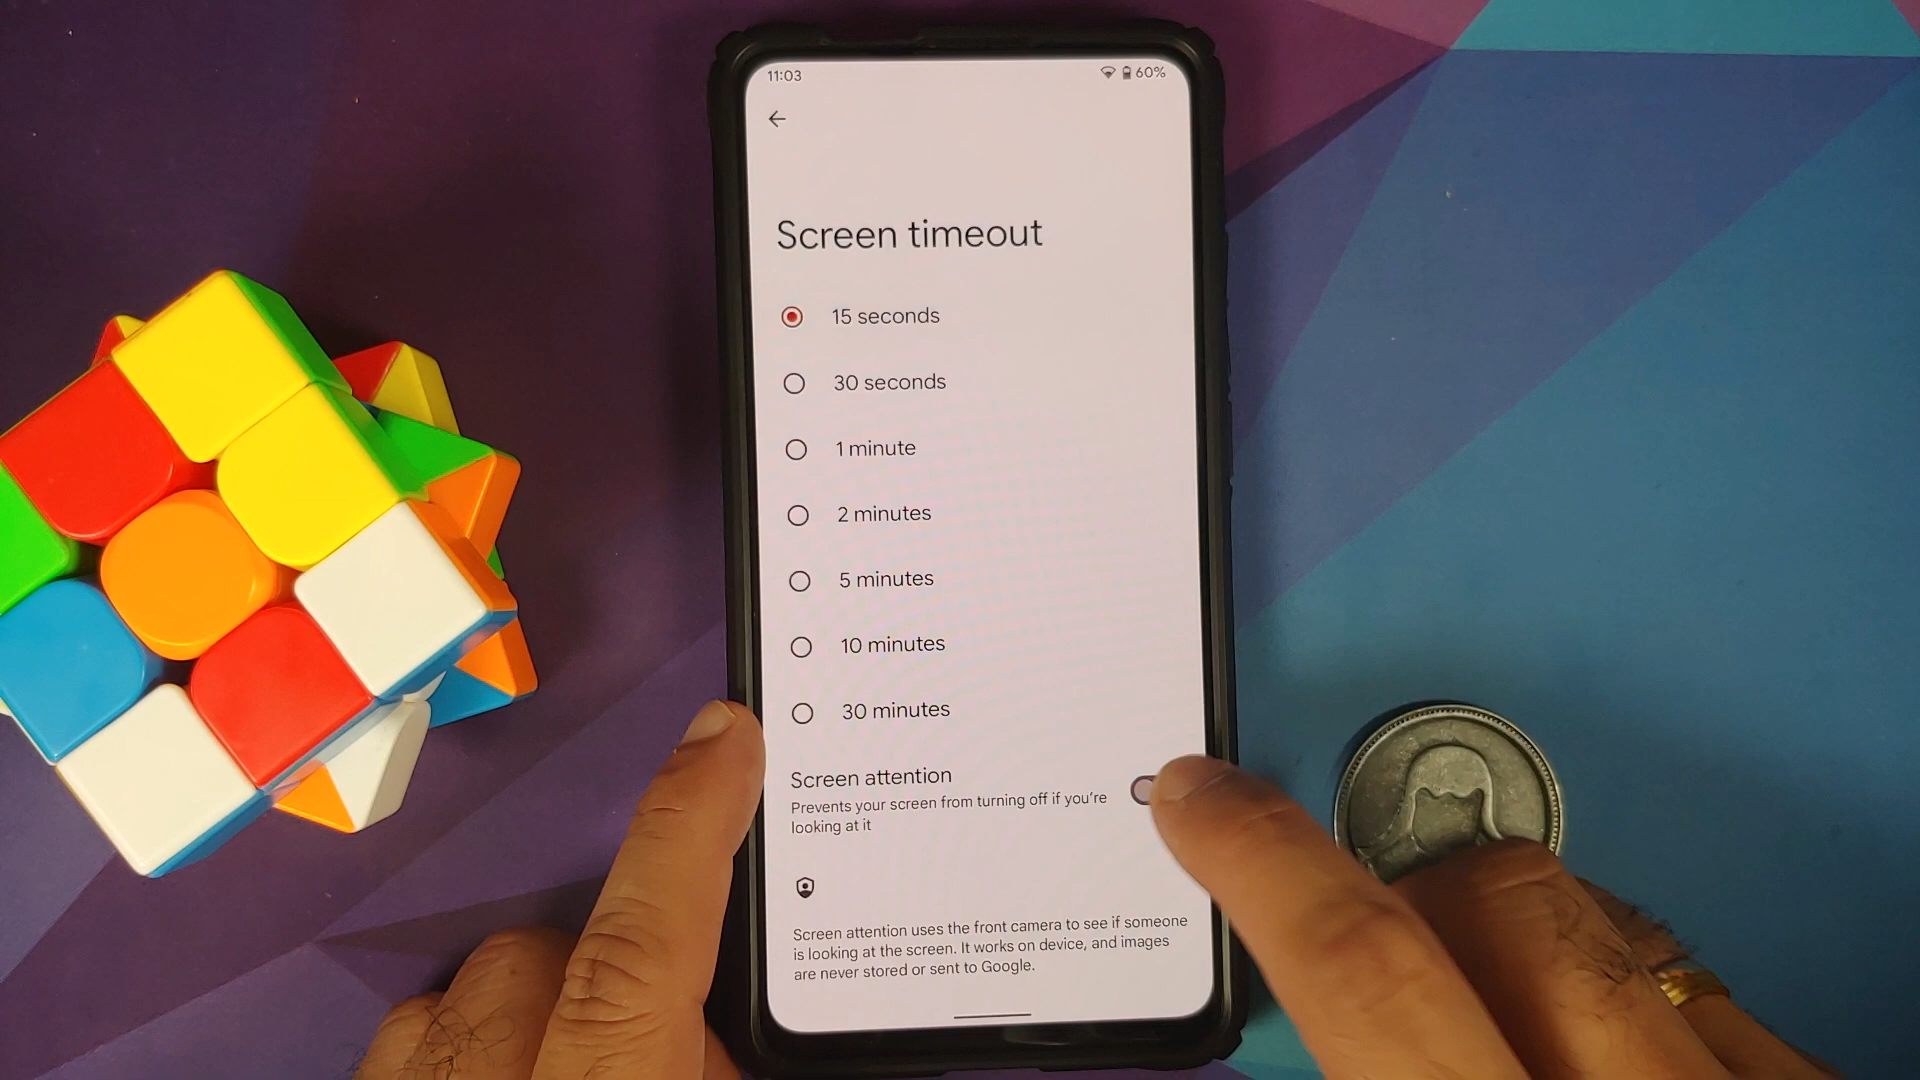 11:03
60%
Screen timeout
15 seconds
30 seconds
1 minute
2 minutes
5 minutes
10 minutes
30 minutes
Screen attention
Prevents your screen from turning off if you're
looking at it
Screen attention uses the front camera to see if someone
is looking at the screen. It works on device, and images
are never stored or sent to Google.